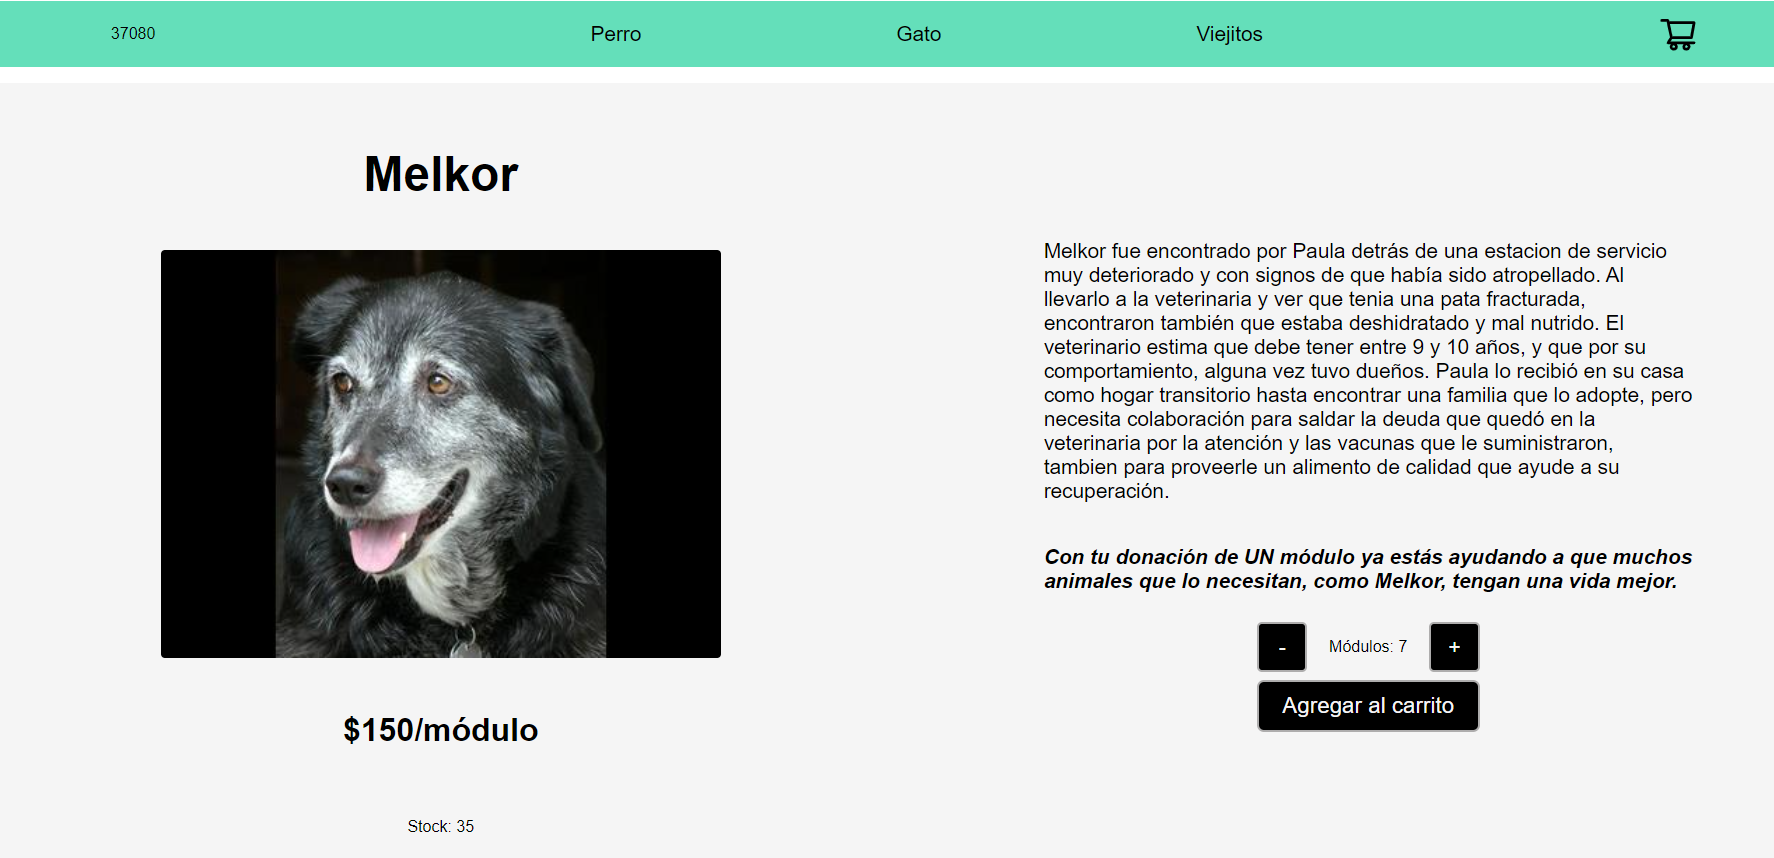 37080
Perro
Gato
Viejitos
Melkor
$150/módulo
Stock: 35
Melkor fue encontrado por Paula detrás de una estacion de servicio
muy deteriorado y con signos de que había sido atropellado. Al
llevarlo a la veterinaria y ver que tenia una pata fracturada,
encontraron también que estaba deshidratado y mal nutrido. El
veterinario estima que debe tener entre 9 y 10 años, y que por su
comportamiento, alguna vez tuvo dueños. Paula lo recibió en su casa
como hogar transitorio hasta encontrar una familia que lo adopte, pero
necesita colaboración para saldar la deuda que quedó en la
veterinaria por la atención y las vacunas que le suministraron,
tambien para proveerle un alimento de calidad que ayude a su
recuperación.
Con tu donación de UN módulo ya estás ayudando a que muchos
animales que lo necesitan, como Melkor, tengan una vida mejor.
- Módulos: 7 +
Agregar al carrito